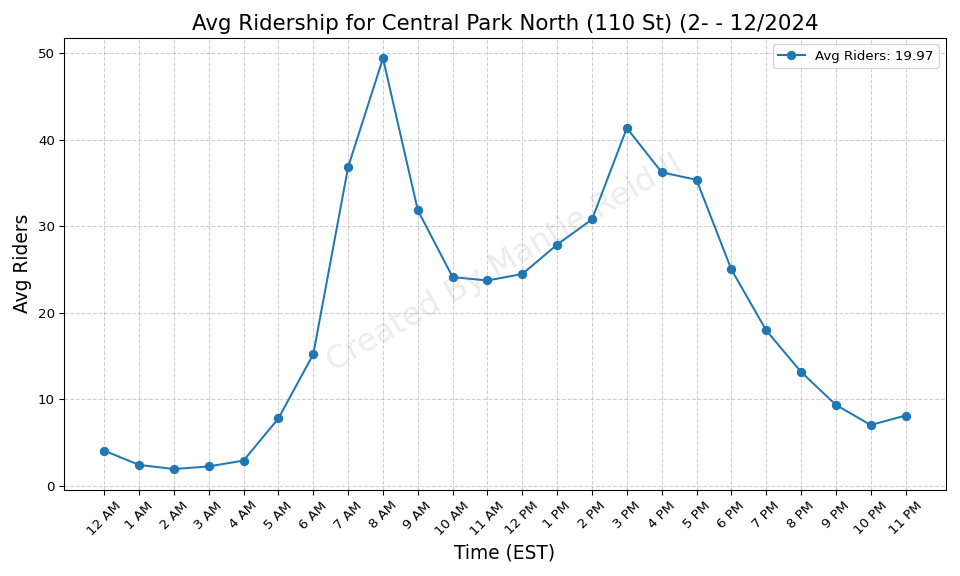 Avg Ridership for Central Park North (110 St) (2- - 12/2024
Avg Riders: 19.97
Avg Riders
50
40
30
20
10
0
Created By Mantie Reid II
12 AM
1 AM
2 AM
3 AM
4 AM
5 AM
6 AM
7 AM
8 AM
9 AM
10 AM
11 AM
12 PM
1 PM
2 PM
3 PM
4 PM
5 PM
6 PM
7 PM
8 PM
9 PM
10 PM
11 PM
Time (EST)